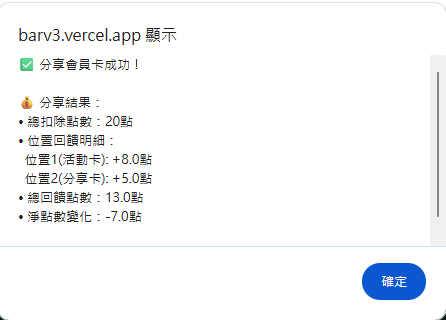 barv3.vercel.app 顯示
✅ 分享會員卡成功！
💰 分享結果：
• 總扣除點數：20點
• 位置回饋明細：
位置1(活動卡): +8.0點
位置2(分享卡): +5.0點
• 總回饋點數：13.0點
• 淨點數變化：-7.0點
確定